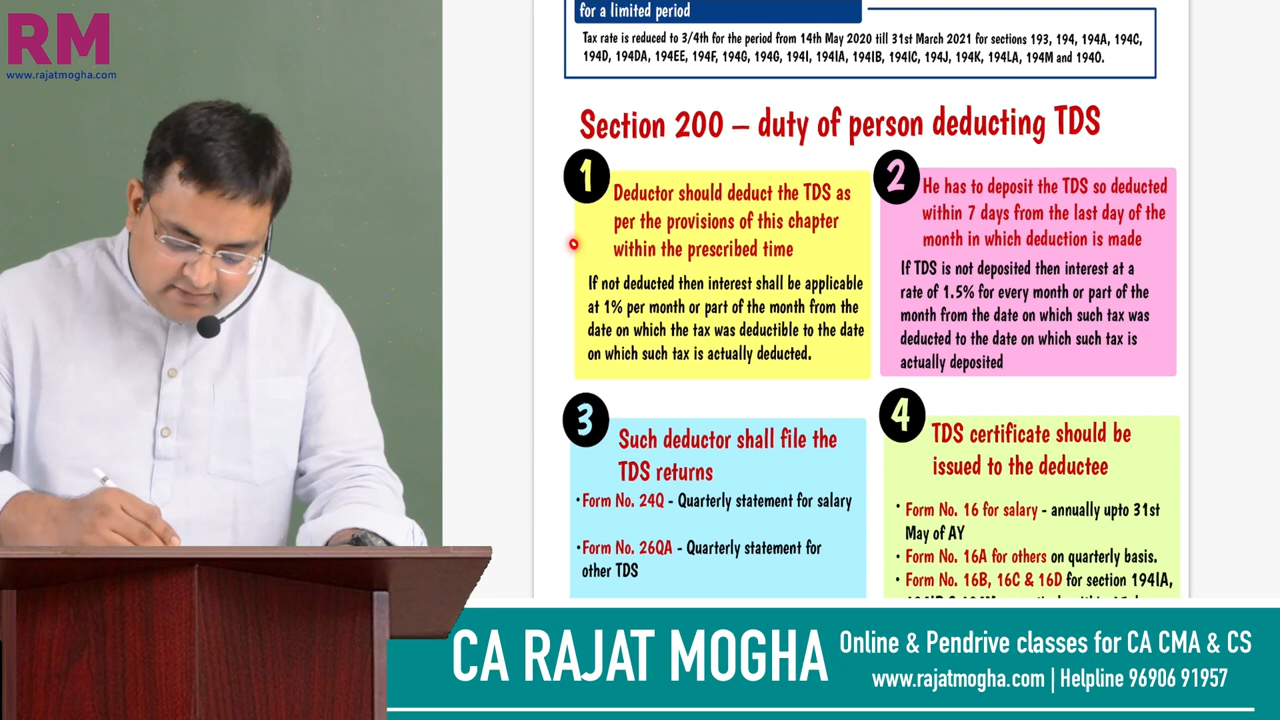 RM
www.rajatmogha.com
for a limited period
Tax rate is reduced to 3/4th for the period from 14th May 2020 till 31st March 2021 for sections 193, 194, 194A, 194C,
194D, 194DA, 194EE, 194F, 194G, 194G, 194I, 194IA, 194IB, 194IC, 194J, 194K, 194LA, 194M and 194O.
Section 200 – duty of person deducting TDS
1
Deductor should deduct the TDS as
per the provisions of this chapter
within the prescribed time
If not deducted then interest shall be applicable
at 1% per month or part of the month from the
date on which the tax was deductible to the date
on which such tax is actually deducted.
2
He has to deposit the TDS so deducted
within 7 days from the last day of the
month in which deduction is made
If TDS is not deposited then interest at a
rate of 1.5% for every month or part of the
month from the date on which such tax was
deducted to the date on which such tax is
actually deposited
3
Such deductor shall file the
TDS returns
•Form No. 24Q - Quarterly statement for salary
•Form No. 26QA - Quarterly statement for
other TDS
4
TDS certificate should be
issued to the deductee
• Form No. 16 for salary - annually upto 31st
May of AY
• Form No. 16A for others on quarterly basis.
• Form No. 16B, 16C & 16D for section 194IA,
CA RAJAT MOGHA
Online & Pendrive classes for CA CMA & CS
www.rajatmogha.com | Helpline 96906 91957